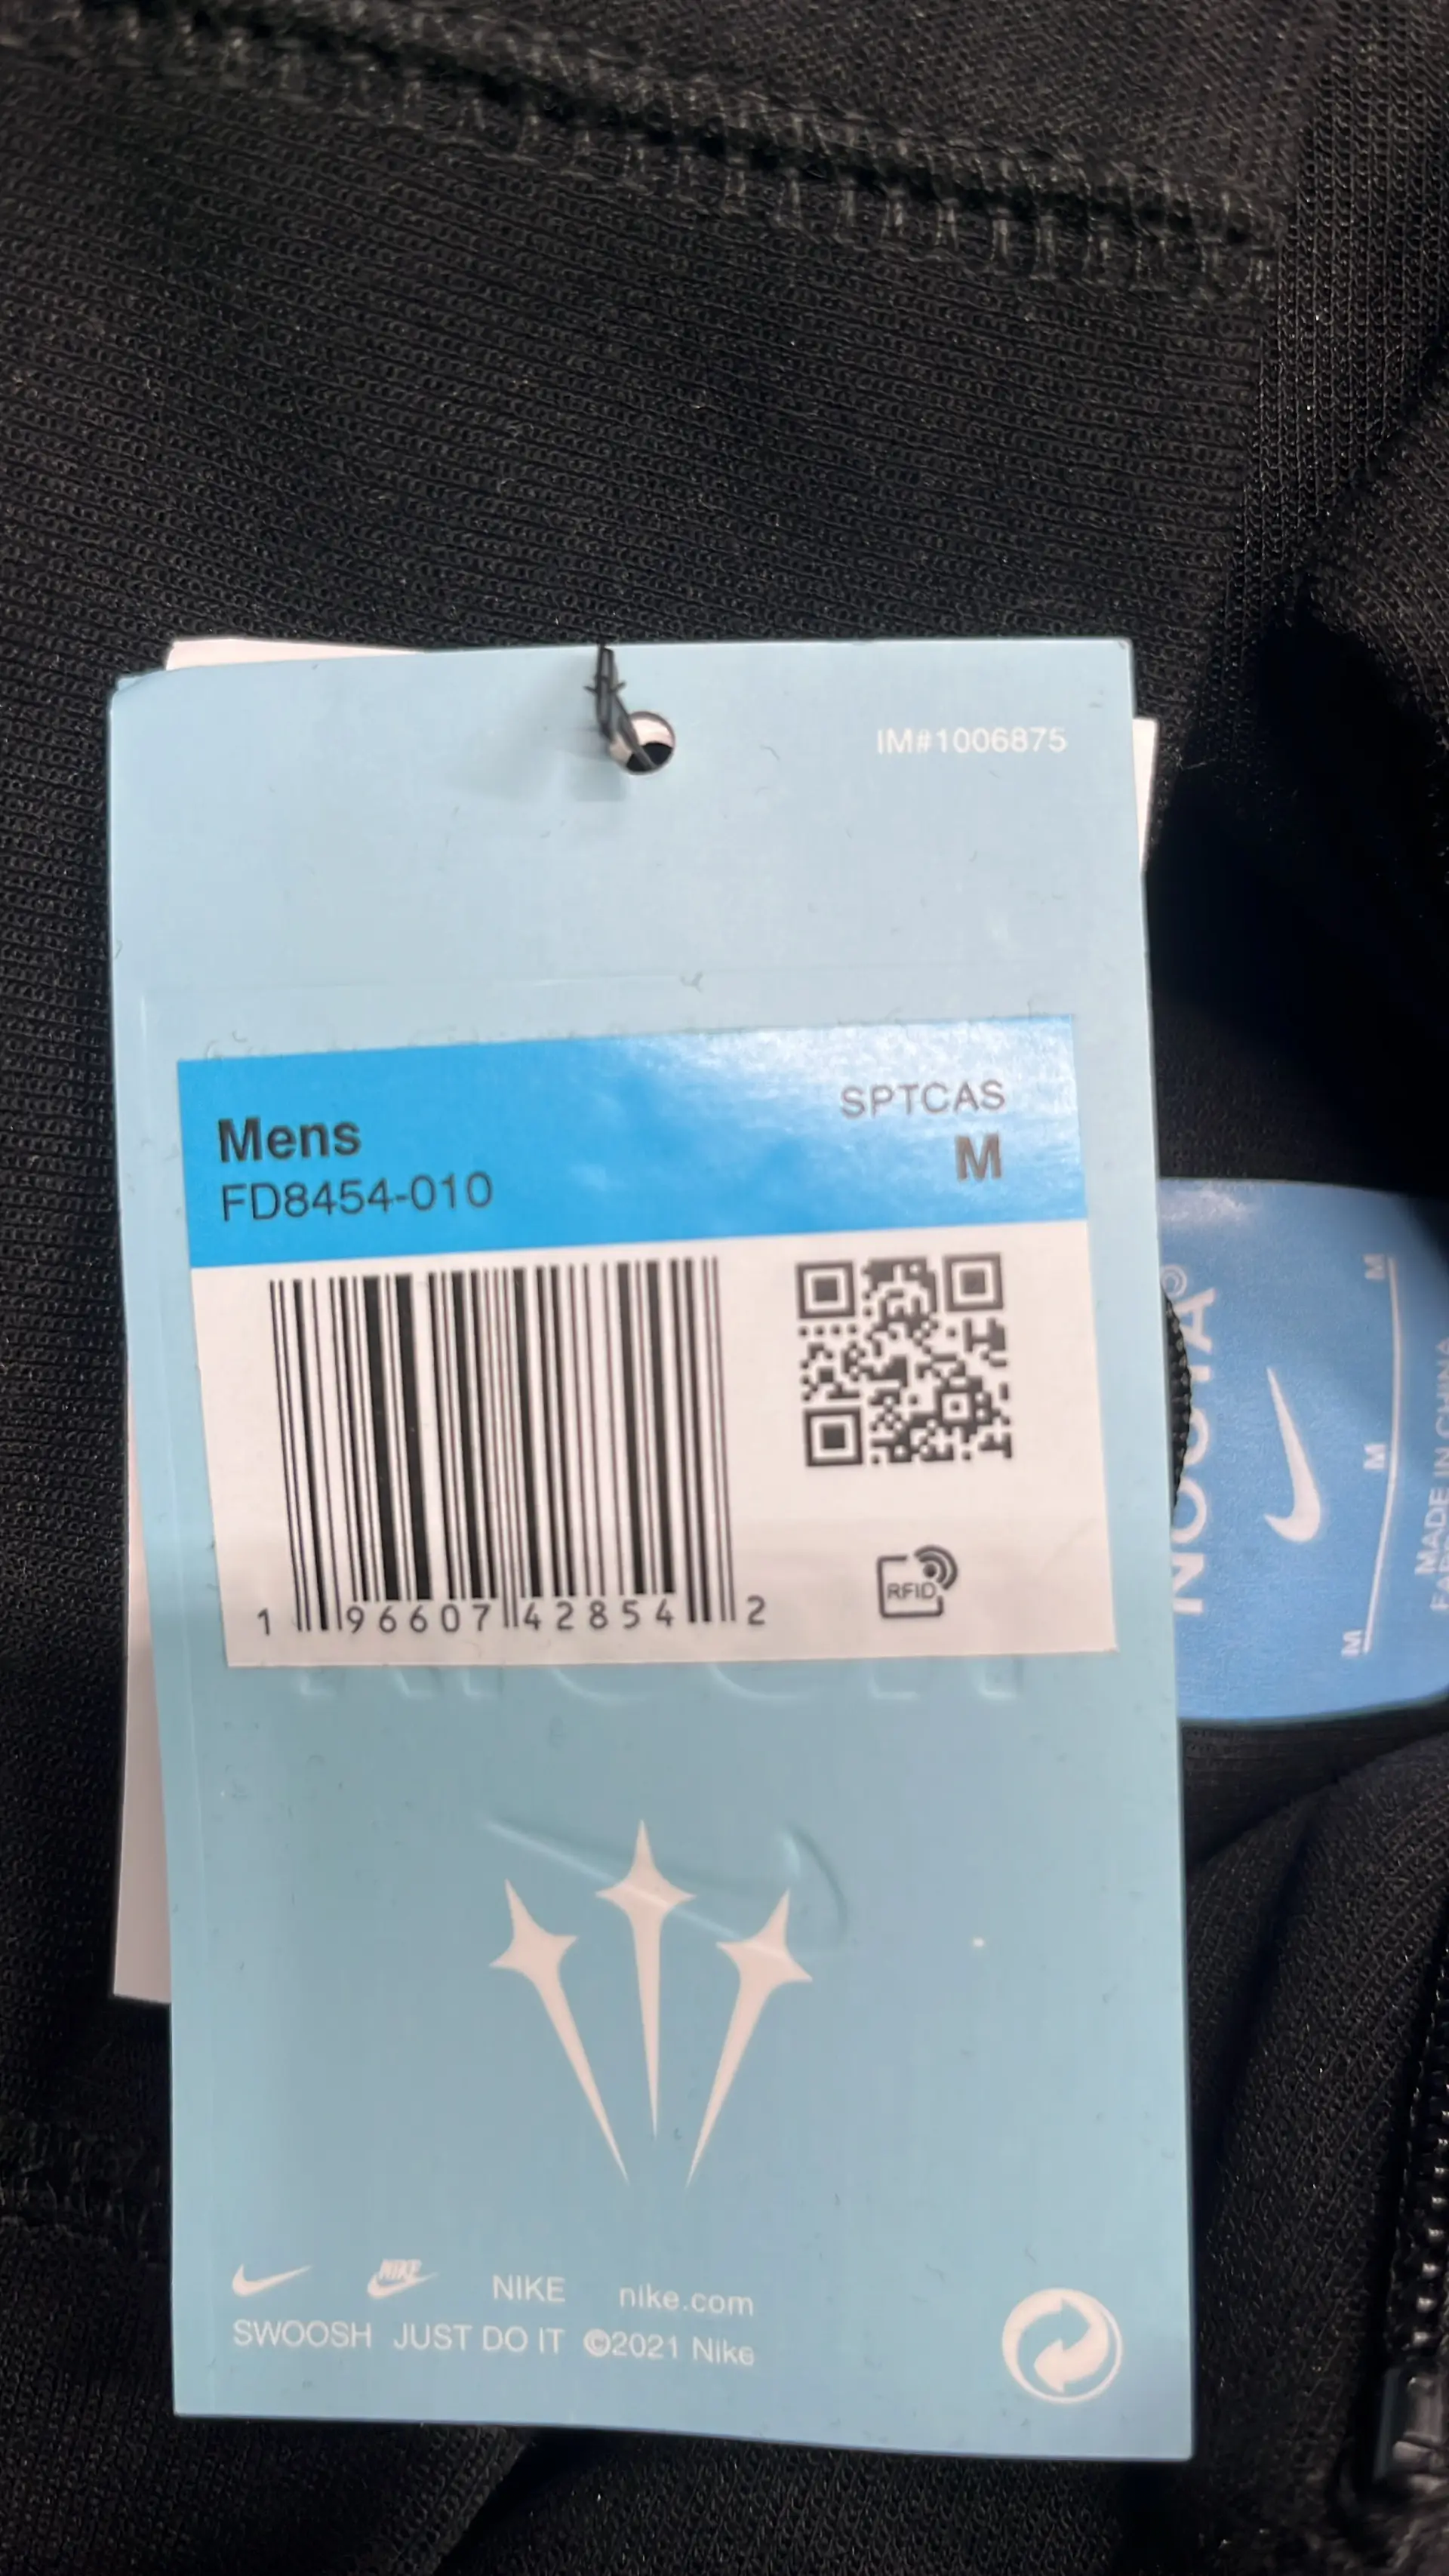 IM#1006875
SPTCAS
Mens
M
FD8454-010
RFID
1 96607 42854 2
NOCTA©
M M M
MADE IN CHINA
NIKE
NIKE nike.com
SWOOSH JUST DO IT ©2021 Nike